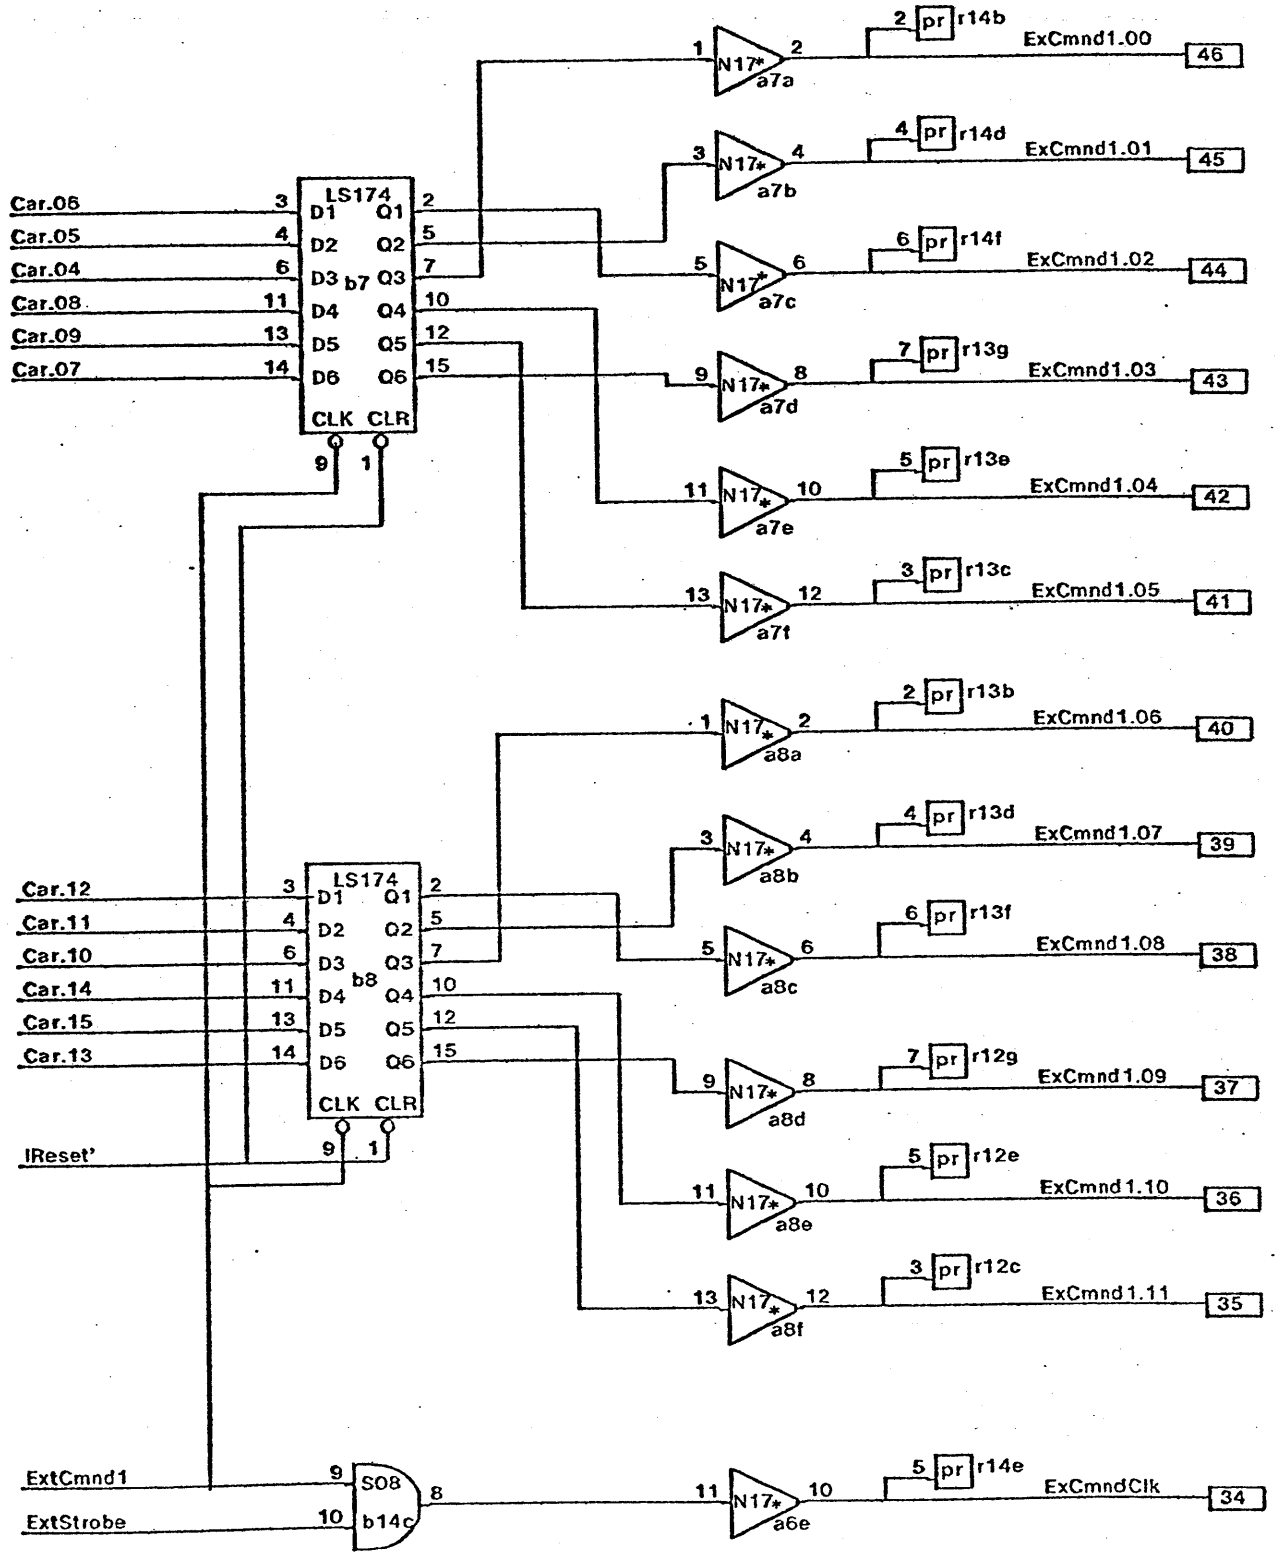 2 pr r14b
ExCmnd1.00
46
1 N17* 2
a7a
4 pr r14d
ExCmnd1.01
45
3 N17* 4
a7b
LS174
Car.06 3 D1 Q1 2
Car.05 4 D2 Q2 5
Car.04 6 D3 b7 Q3 7
Car.08 11 D4 Q4 10
Car.09 13 D5 Q5 12
Car.07 14 D6 Q6 15
CLK CLR
9 1
6 pr r14f
ExCmnd1.02
44
5 N17* 6
a7c
7 pr r13g
ExCmnd1.03
43
9 N17* 8
a7d
5 pr r13e
ExCmnd1.04
42
11 N17* 10
a7e
3 pr r13c
ExCmnd1.05
41
13 N17* 12
a7f
2 pr r13b
ExCmnd1.06
40
1 N17* 2
a8a
4 pr r13d
ExCmnd1.07
39
3 N17* 4
a8b
LS174
Car.12 3 D1 Q1 2
Car.11 4 D2 Q2 5
Car.10 6 D3 Q3 7
b8
Car.14 11 D4 Q4 10
Car.15 13 D5 Q5 12
Car.13 14 D6 Q6 15
CLK CLR
9 1
IReset'
6 pr r13f
ExCmnd1.08
38
5 N17* 6
a8c
7 pr r12g
ExCmnd1.09
37
9 N17* 8
a8d
5 pr r12e
ExCmnd1.10
36
11 N17* 10
a8e
3 pr r12c
ExCmnd1.11
35
13 N17* 12
a8f
ExtCmnd1 9 S08 8
ExtStrobe 10 b14c
5 pr r14e
ExCmndClk
34
11 N17* 10
a6e